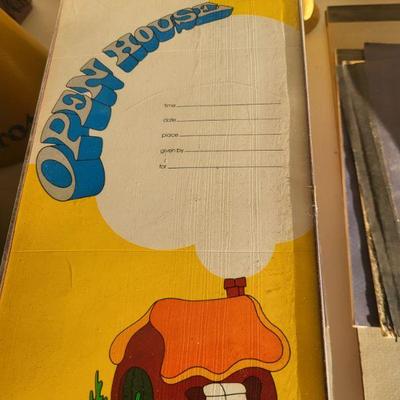 OPEN HOUSE
time
date
place
given by
for